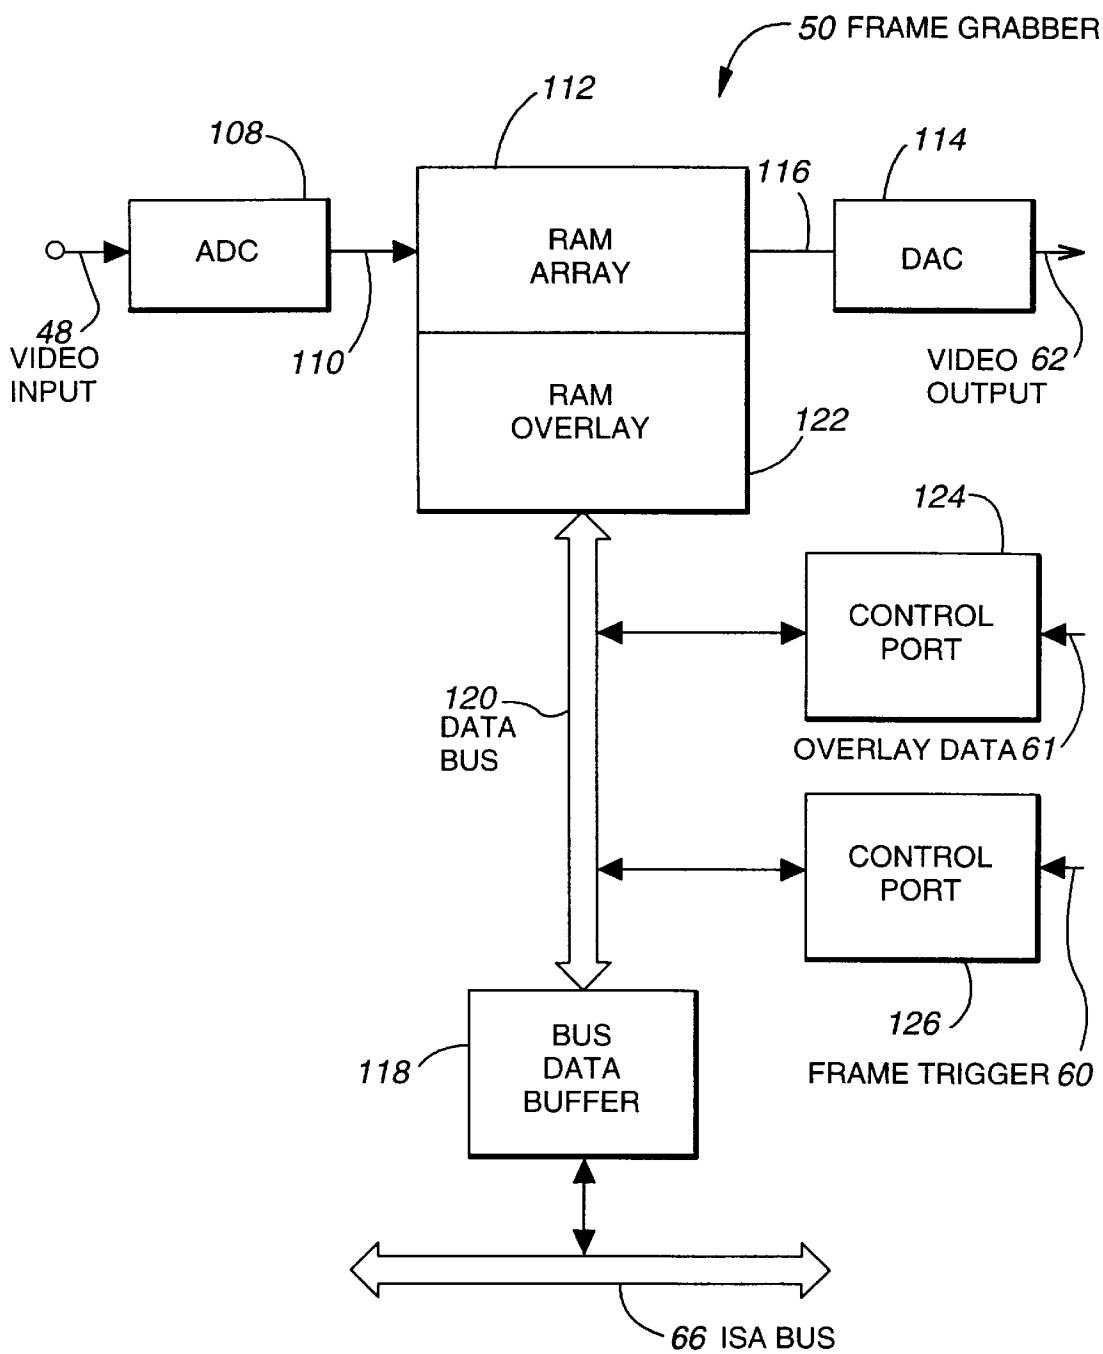 50 FRAME GRABBER
112
108
114
116
ADC
RAM
ARRAY
DAC
48
VIDEO
INPUT
110
VIDEO 62
OUTPUT
RAM
OVERLAY
122
124
CONTROL
PORT
120
DATA
BUS
OVERLAY DATA 61
CONTROL
PORT
126
FRAME TRIGGER 60
BUS
DATA
BUFFER
118
66 ISA BUS